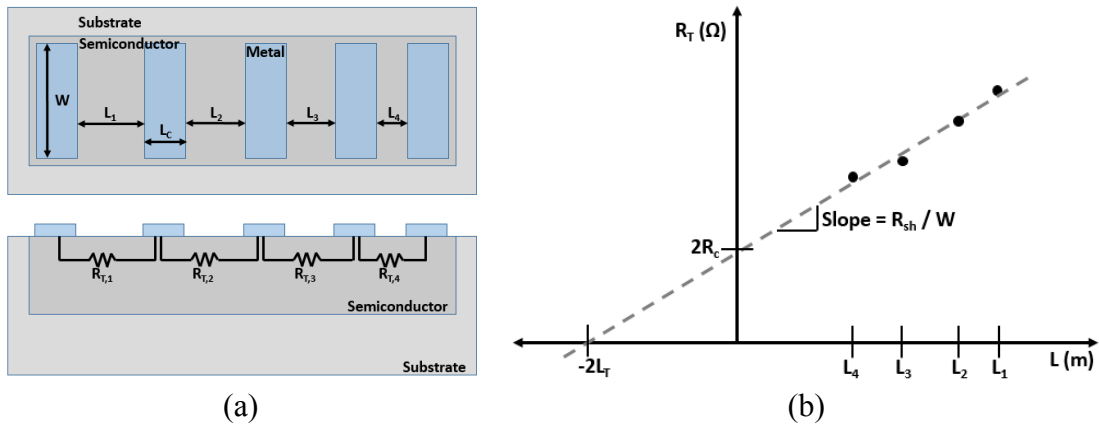 Substrate
Semiconductor
Metal
W
L1
L2
L3
L4
LC
RT,1
RT,2
RT,3
RT,4
Semiconductor
Substrate
(a)
RT (Ω)
Slope = Rsh / W
2Rc
-2LT
L4
L3
L2
L1
L (m)
(b)